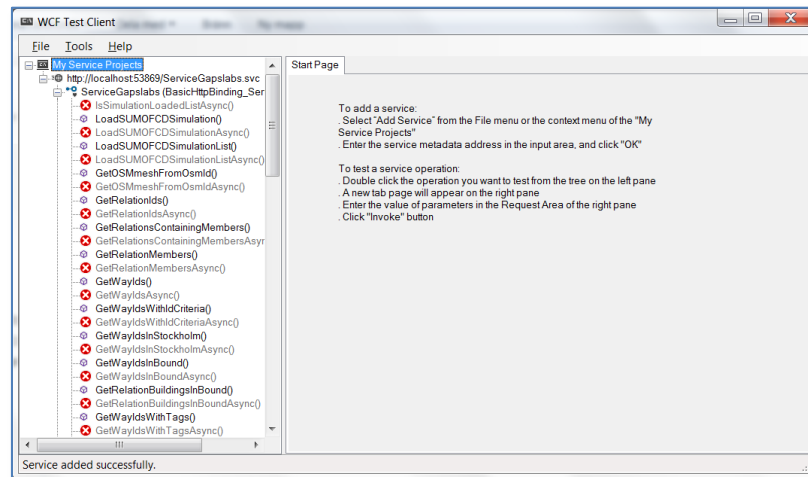 WCF Test Client
File Tools Help
My Service Projects
http://localhost:53869/ServiceGapslabs.svc
ServiceGapslabs (BasicHttpBinding_Ser
IsSimulationLoadedListAsync()
LoadSUMOFCDSimulation()
LoadSUMOFCDSimulationAsync()
LoadSUMOFCDSimulationList()
LoadSUMOFCDSimulationListAsync()
GetOSMmeshFromOsmId()
GetOSMmeshFromOsmIdAsync()
GetRelationIds()
GetRelationIdsAsync()
GetRelationsContainingMembers()
GetRelationsContainingMembersAsyr
GetRelationMembers()
GetRelationMembersAsync()
GetWayIds()
GetWayIdsAsync()
GetWayIdsWithIdCriteria()
GetWayIdsWithIdCriteriaAsync()
GetWayIdsInStockholm()
GetWayIdsInStockholmAsync()
GetWayIdsInBound()
GetWayIdsInBoundAsync()
GetRelationBuildingsInBound()
GetRelationBuildingsInBoundAsync()
GetWayIdsWithTags()
GetWayIdsWithTagsAsync()
Start Page
To add a service:
. Select "Add Service" from the File menu or the context menu of the "My
Service Projects"
. Enter the service metadata address in the input area, and click "OK"
To test a service operation:
. Double click the operation you want to test from the tree on the left pane
. A new tab page will appear on the right pane
. Enter the value of parameters in the Request Area of the right pane
. Click "Invoke" button
Service added successfully.